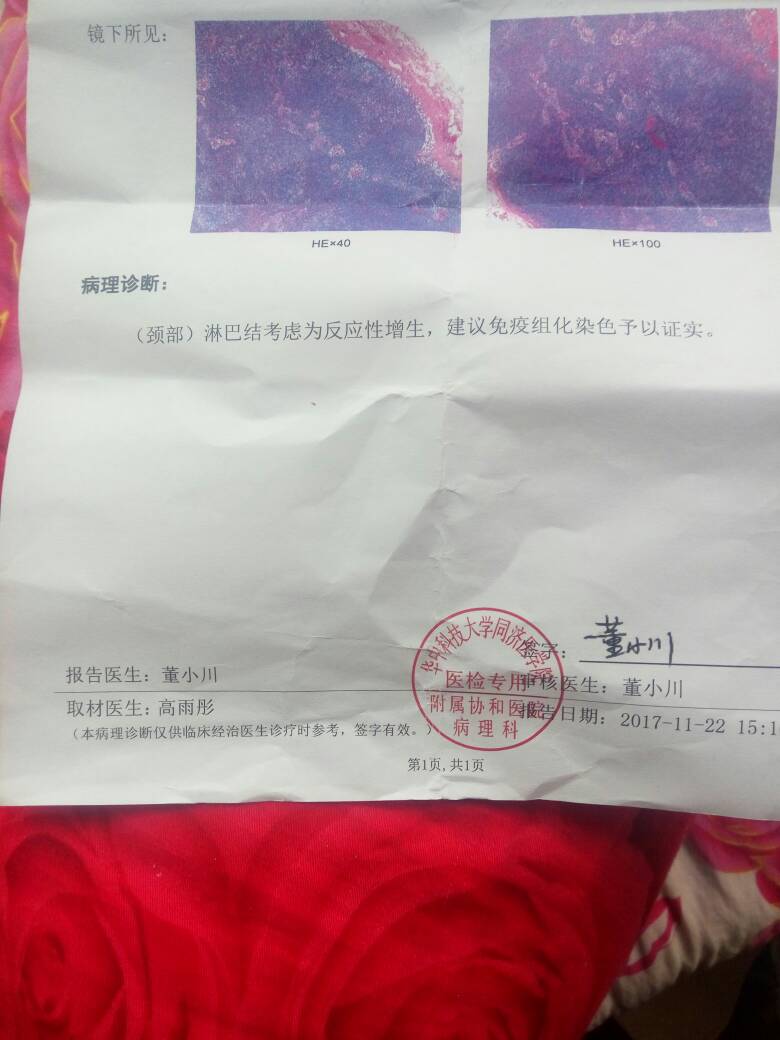 镜下所见:
HE×40
HE×100
病理诊断:
(颈部)淋巴结考虑为反应性增生,建议免疫组化染色予以证实。
华中科技大学同济医学院
医检专用
附属协和医院
病理科
签字:
董小川
报告医生: 董小川
审核医生: 董小川
取材医生: 高雨彤
报告日期: 2017-11-22 15:1
(本病理诊断仅供临床经治医生诊疗时参考,签字有效。)
第1页,共1页